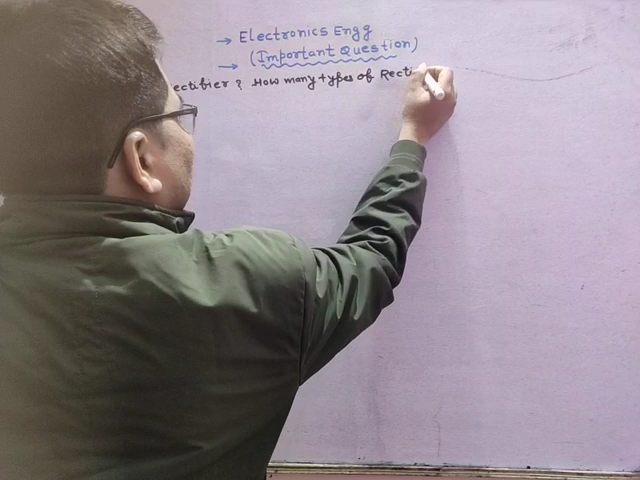 → Electronics Engg
→ (Important Question)
ectifier ? How many types of Recti